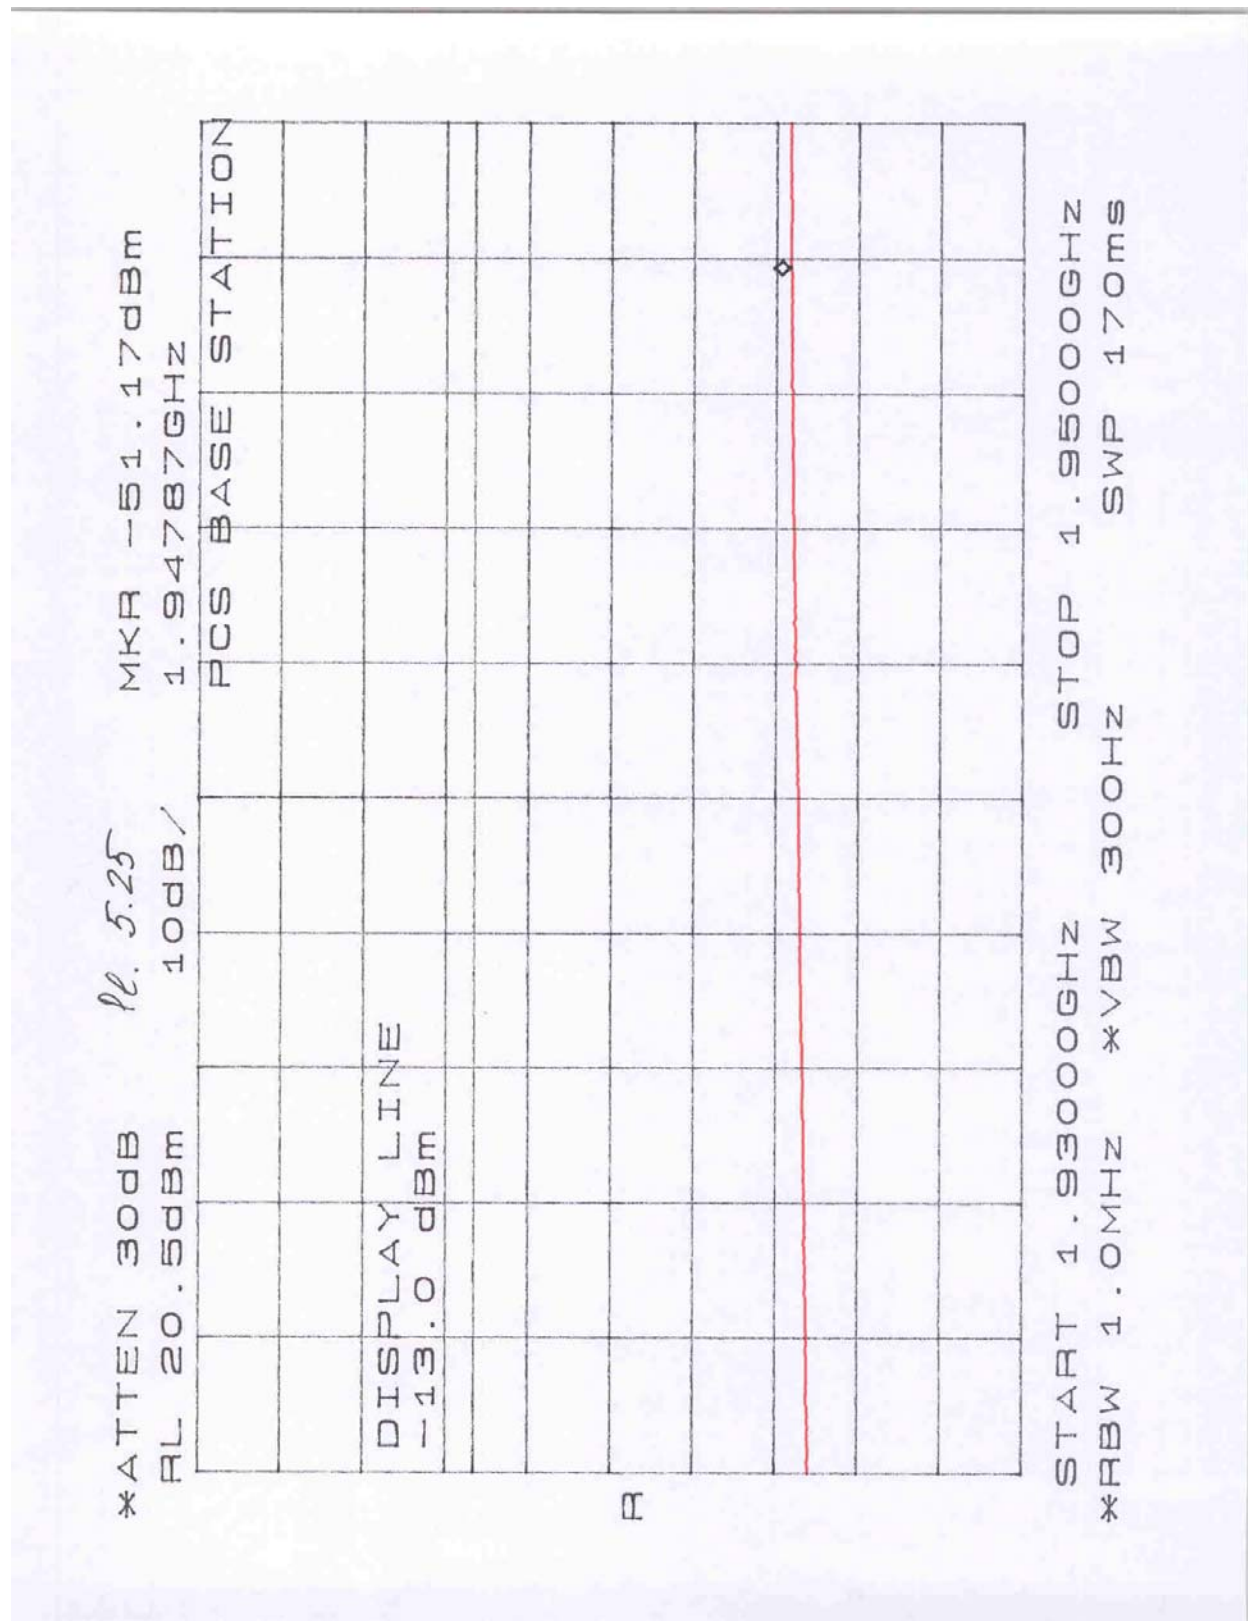 *ATTEN 30dB Pl. 5.25 MKR -51.17dBm
RL 20.5dBm 10dB/ 1.94787GHz
PCS BASE STATION
DISPLAY LINE
-13.0 dBm
R
START 1.93000GHz STOP 1.95000GHz
*RBW 1.0MHz *VBW 300Hz SWP 170ms